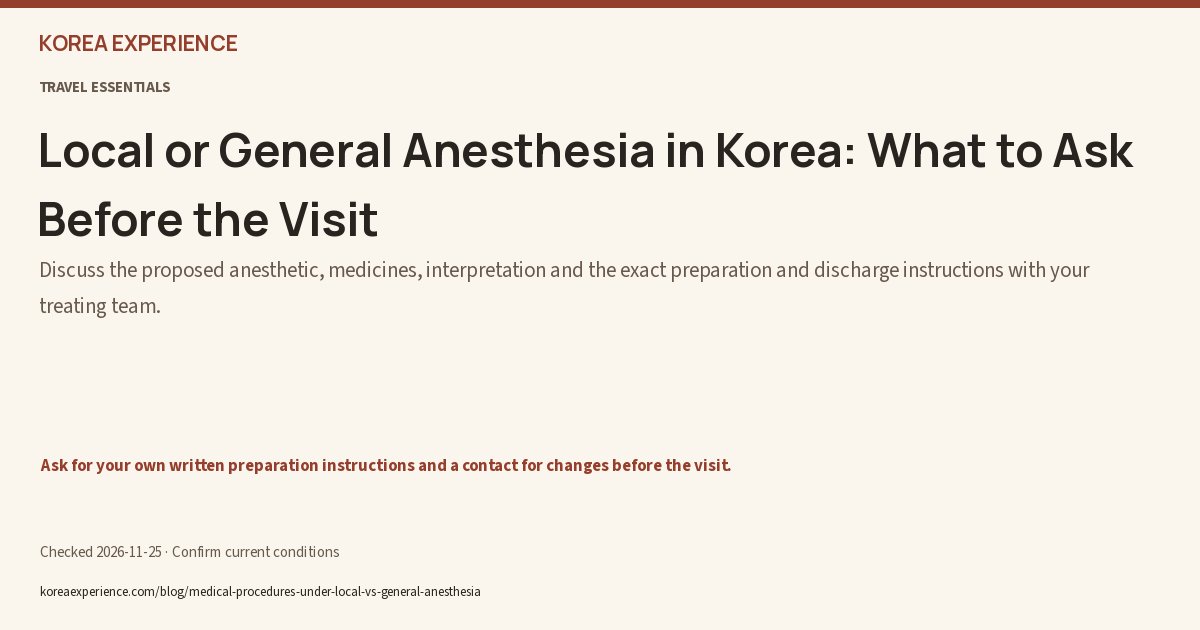 KOREA EXPERIENCE
TRAVEL ESSENTIALS
Local or General Anesthesia in Korea: What to Ask
Before the Visit
Discuss the proposed anesthetic, medicines, interpretation and the exact preparation and discharge instructions with your
treating team.
Ask for your own written preparation instructions and a contact for changes before the visit.
Checked 2026-11-25 · Confirm current conditions
koreaexperience.com/blog/medical-procedures-under-local-vs-general-anesthesia